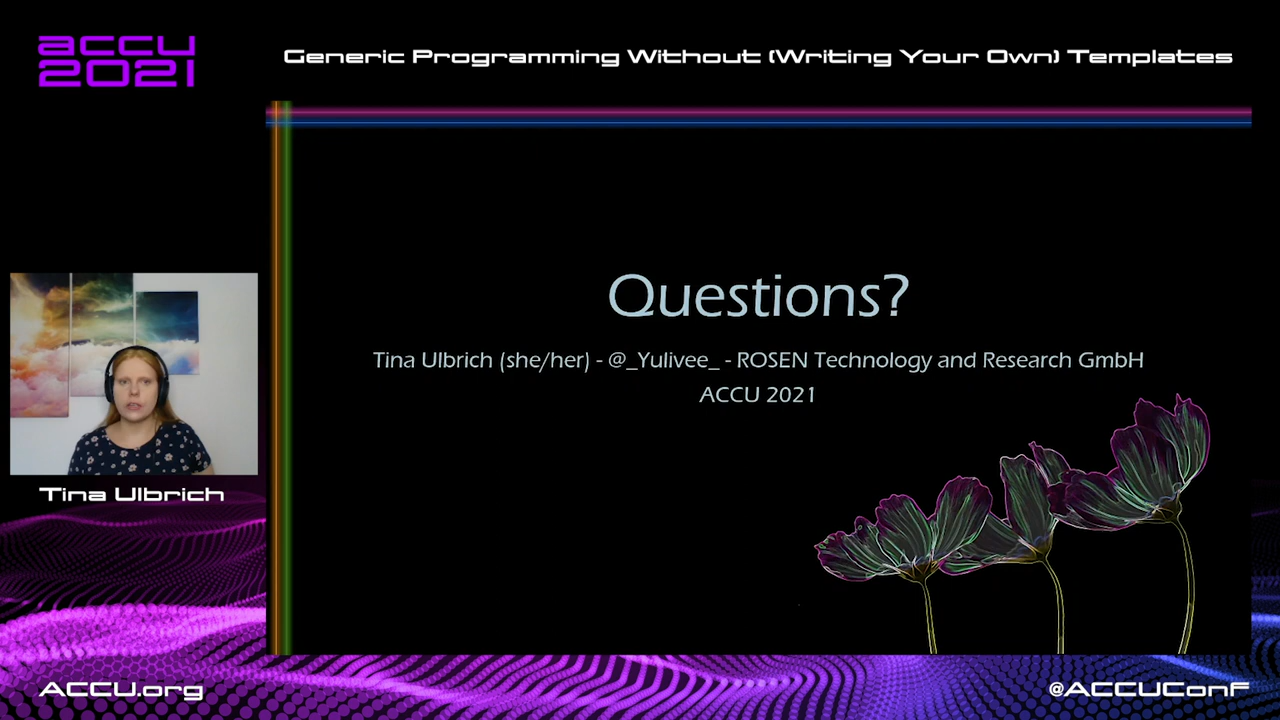 accu
2021
Generic Programming Without (Writing Your Own) Templates
Questions?
Tina Ulbrich (she/her) - @_Yulivee_ - ROSEN Technology and Research GmbH
ACCU 2021
Tina Ulbrich
ACCU.org
@ACCUConf